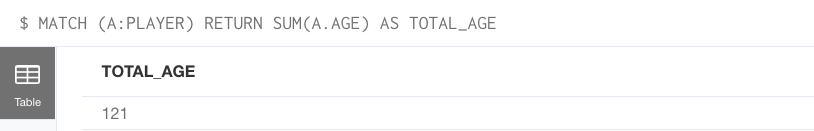 $ MATCH (A:PLAYER) RETURN SUM(A.AGE) AS TOTAL_AGE
TOTAL_AGE
Table
121